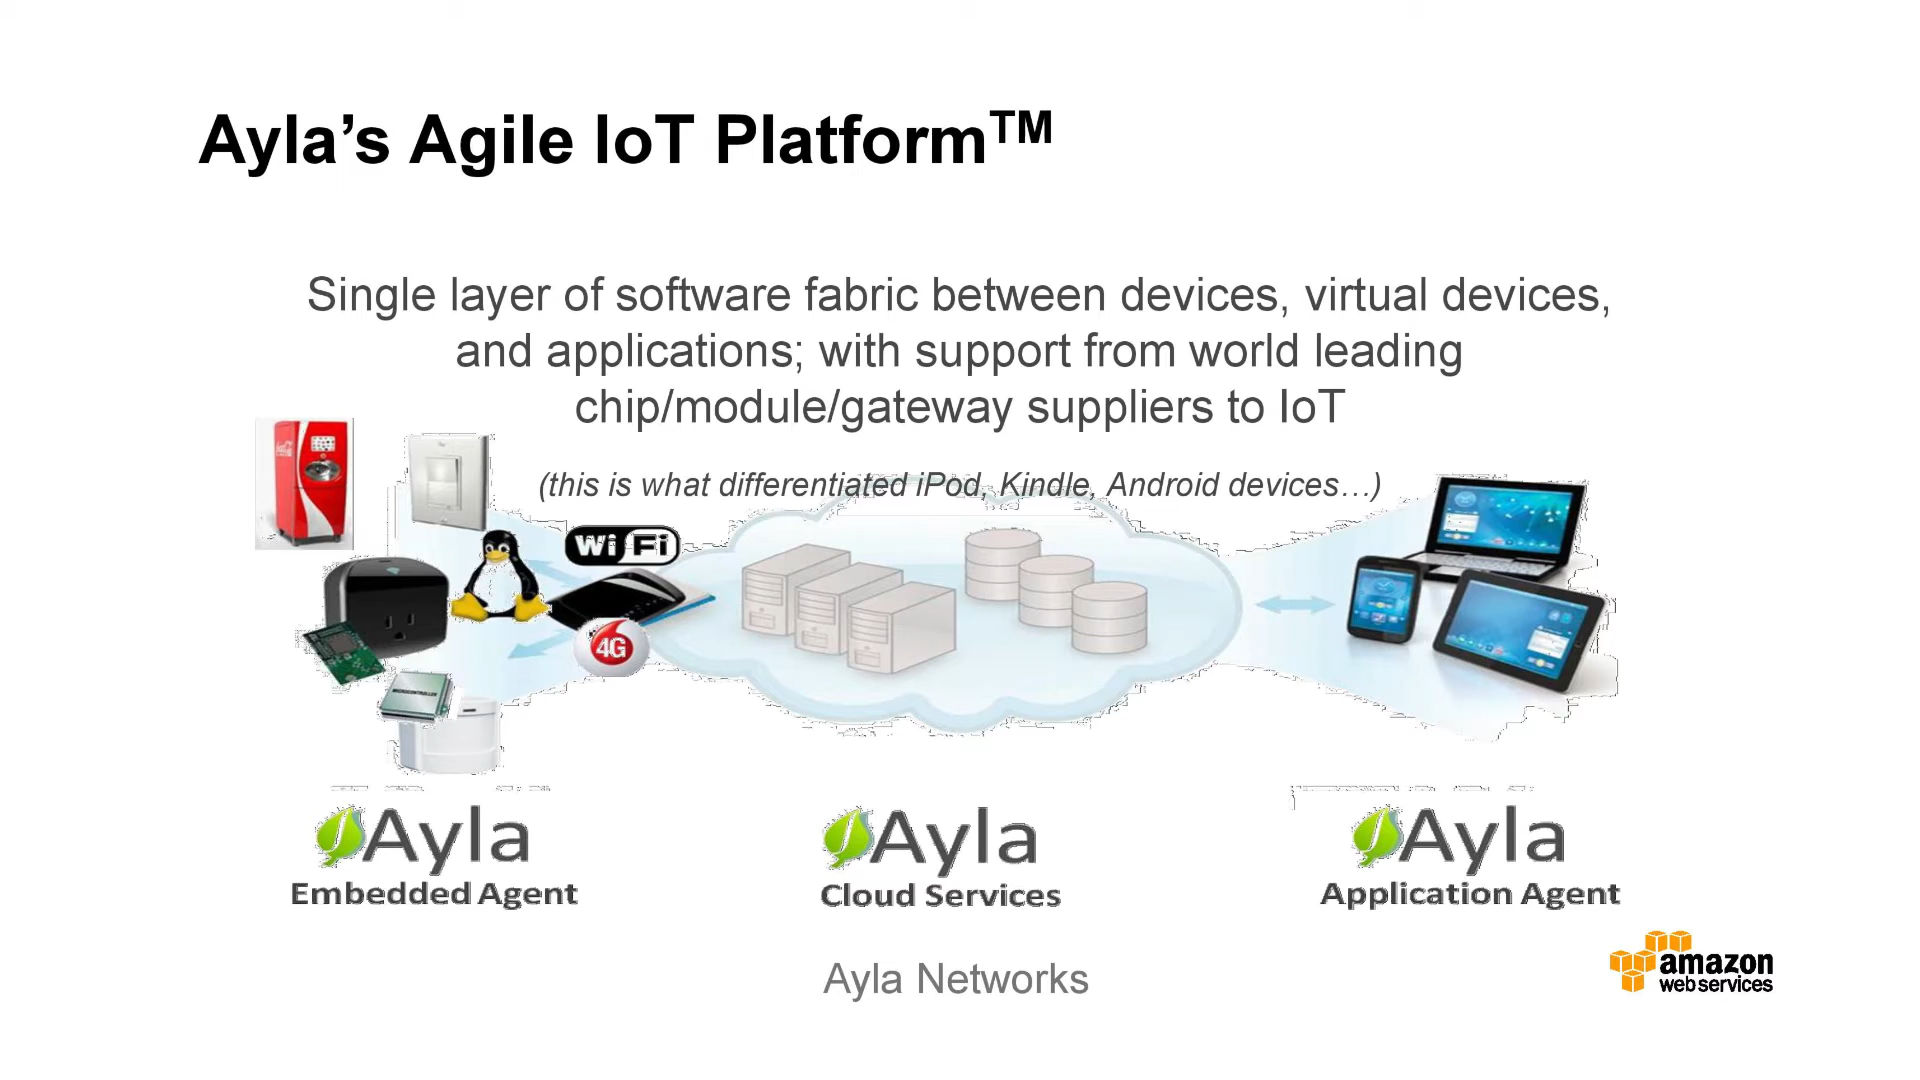 Ayla’s Agile IoT Platform™
Single layer of software fabric between devices, virtual devices,
and applications; with support from world leading
chip/module/gateway suppliers to IoT
(this is what differentiated iPod, Kindle, Android devices…)
Wi Fi
4G
MICROCONTROLLER
Ayla
Embedded Agent
Ayla
Cloud Services
Ayla
Application Agent
Ayla Networks
amazon
web services